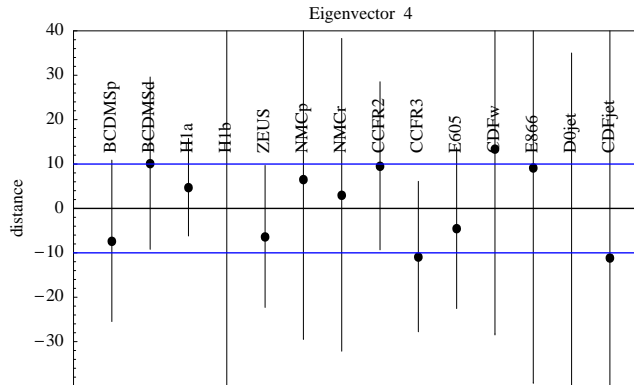 Eigenvector 4
40
30
20
10
0
−10
−20
−30
distance
BCDMSp
BCDMSd
H1a
H1b
ZEUS
NMCp
NMCr
CCFR2
CCFR3
E605
CDFw
E866
D0jet
CDFjet